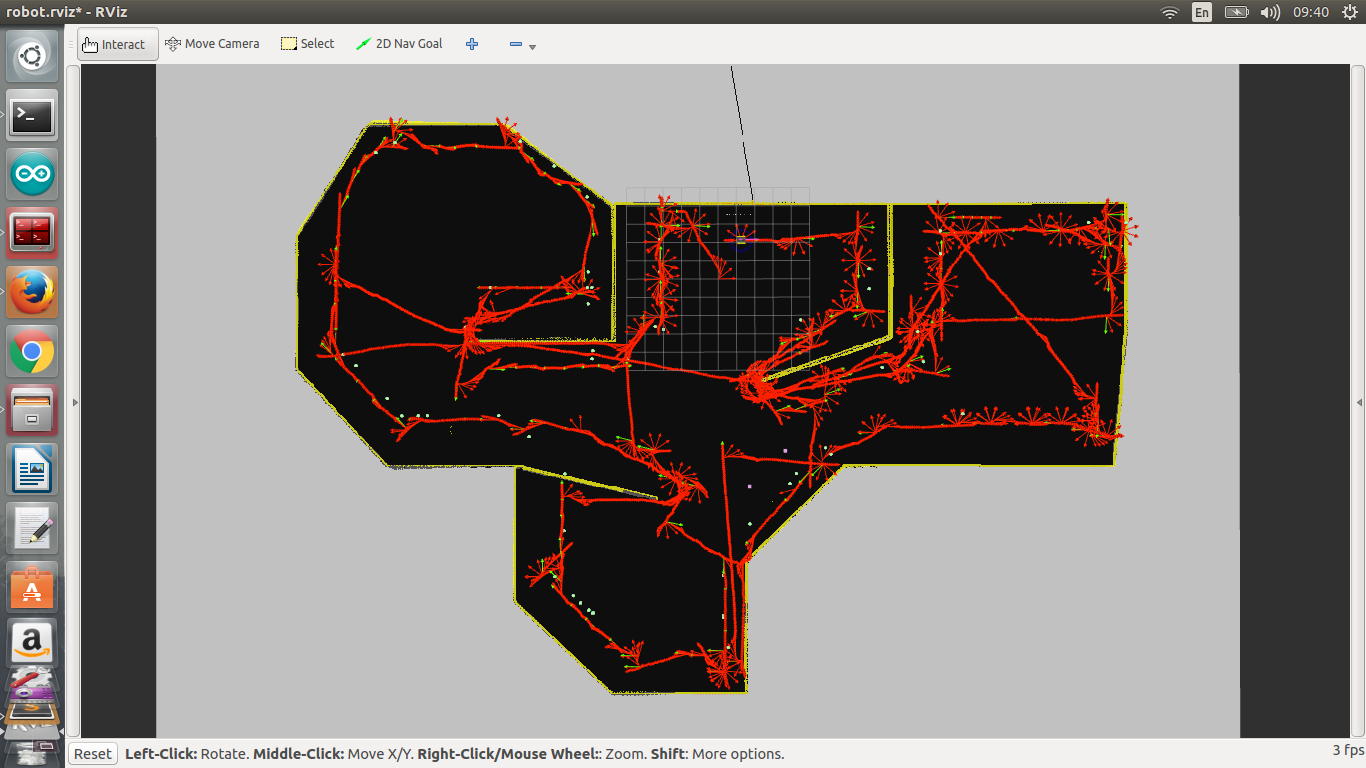 robot.rviz* - RViz
En
09:40
Interact
Move Camera
Select
2D Nav Goal
Reset
Left-Click: Rotate. Middle-Click: Move X/Y. Right-Click/Mouse Wheel:: Zoom. Shift: More options.
3 fps